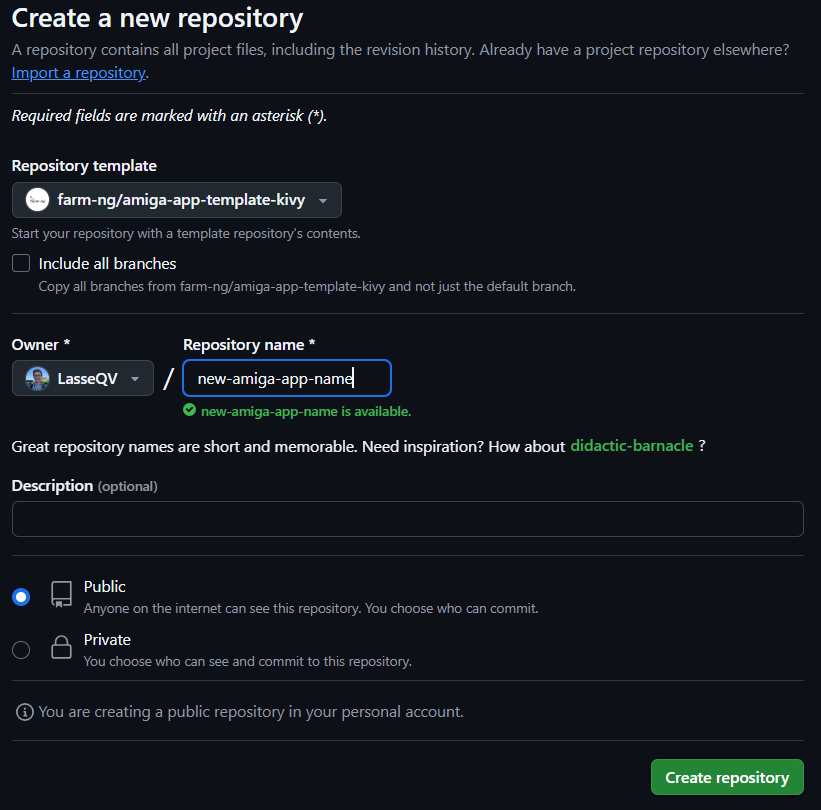 Create a new repository
A repository contains all project files, including the revision history. Already have a project repository elsewhere?
Import a repository.
Required fields are marked with an asterisk (*).
Repository template
farm-ng/amiga-app-template-kivy
Start your repository with a template repository's contents.
Include all branches
Copy all branches from farm-ng/amiga-app-template-kivy and not just the default branch.
Owner * Repository name *
LasseQV / new-amiga-app-name
new-amiga-app-name is available.
Great repository names are short and memorable. Need inspiration? How about didactic-barnacle ?
Description (optional)
Public
Anyone on the internet can see this repository. You choose who can commit.
Private
You choose who can see and commit to this repository.
You are creating a public repository in your personal account.
Create repository